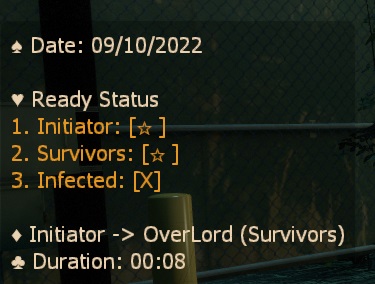 ♠ Date: 09/10/2022
♥ Ready Status
1. Initiator: [☆ ]
2. Survivors: [☆ ]
3. Infected: [X]
♦ Initiator -> OverLord (Survivors)
♣ Duration: 00:08